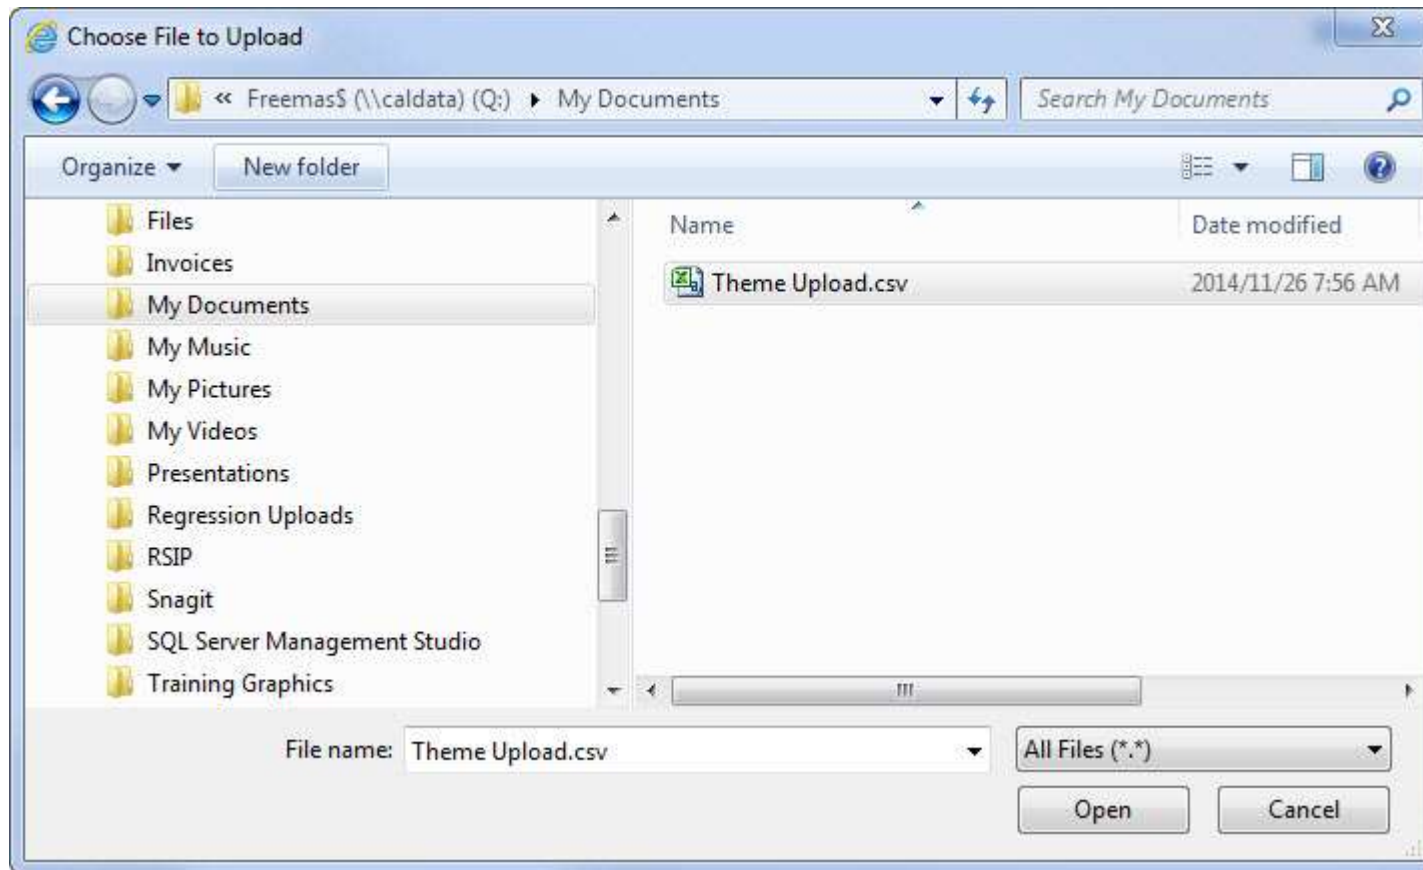 Choose File to Upload
« Freemas$ (\\caldata) (Q:) ▸ My Documents
Search My Documents
Organize New folder
Files
Invoices
My Documents
My Music
My Pictures
My Videos
Presentations
Regression Uploads
RSIP
Snagit
SQL Server Management Studio
Training Graphics
Name Date modified
Theme Upload.csv 2014/11/26 7:56 AM
File name: Theme Upload.csv All Files (*.*)
Open Cancel